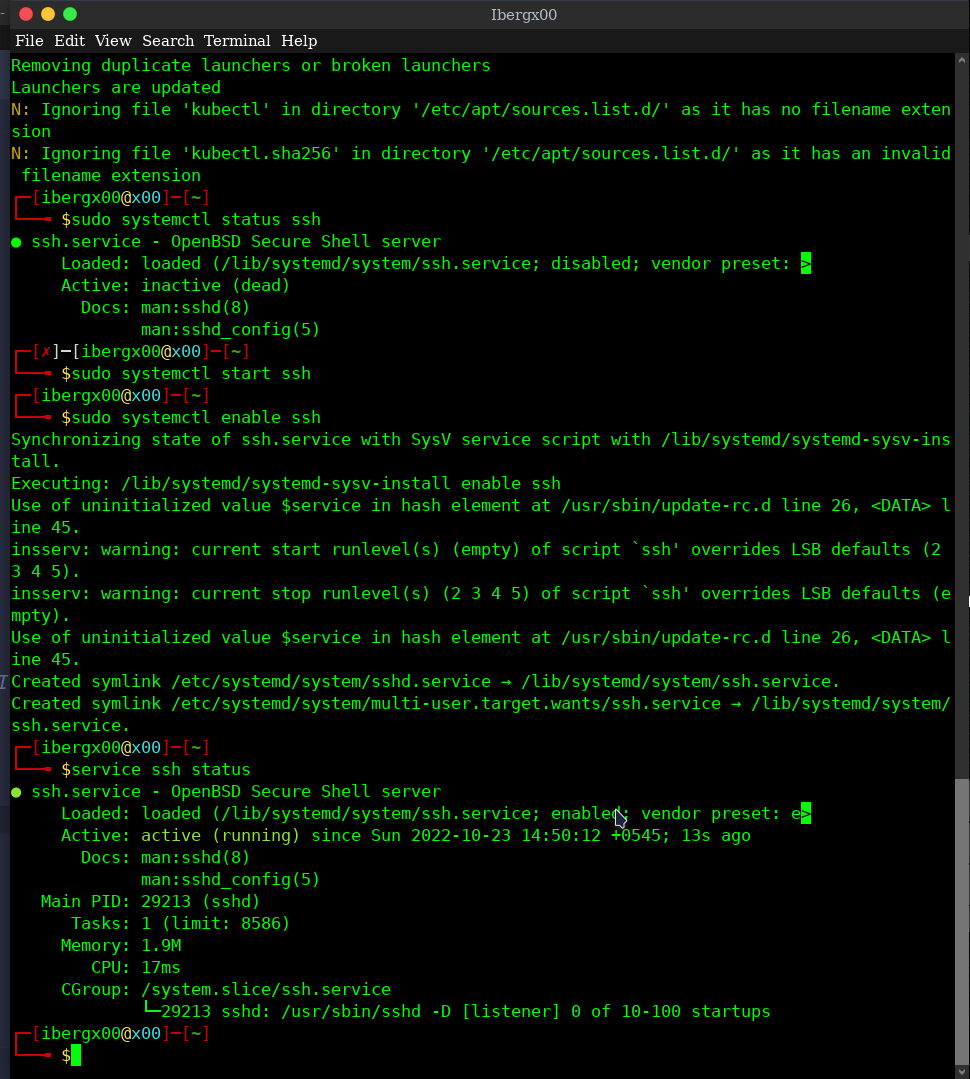 Ibergx00
File Edit View Search Terminal Help
Removing duplicate launchers or broken launchers
Launchers are updated
N: Ignoring file 'kubectl' in directory '/etc/apt/sources.list.d/' as it has no filename exten
sion
N: Ignoring file 'kubectl.sha256' in directory '/etc/apt/sources.list.d/' as it has an invalid
 filename extension
┌─[ibergx00@x00]─[~]
└──╼ $sudo systemctl status ssh
● ssh.service - OpenBSD Secure Shell server
     Loaded: loaded (/lib/systemd/system/ssh.service; disabled; vendor preset: >
     Active: inactive (dead)
       Docs: man:sshd(8)
             man:sshd_config(5)
┌─[✗]─[ibergx00@x00]─[~]
└──╼ $sudo systemctl start ssh
┌─[ibergx00@x00]─[~]
└──╼ $sudo systemctl enable ssh
Synchronizing state of ssh.service with SysV service script with /lib/systemd/systemd-sysv-ins
tall.
Executing: /lib/systemd/systemd-sysv-install enable ssh
Use of uninitialized value $service in hash element at /usr/sbin/update-rc.d line 26, <DATA> l
ine 45.
insserv: warning: current start runlevel(s) (empty) of script `ssh' overrides LSB defaults (2
3 4 5).
insserv: warning: current stop runlevel(s) (2 3 4 5) of script `ssh' overrides LSB defaults (e
mpty).
Use of uninitialized value $service in hash element at /usr/sbin/update-rc.d line 26, <DATA> l
ine 45.
Created symlink /etc/systemd/system/sshd.service → /lib/systemd/system/ssh.service.
Created symlink /etc/systemd/system/multi-user.target.wants/ssh.service → /lib/systemd/system/
ssh.service.
┌─[ibergx00@x00]─[~]
└──╼ $service ssh status
● ssh.service - OpenBSD Secure Shell server
     Loaded: loaded (/lib/systemd/system/ssh.service; enabled; vendor preset: e>
     Active: active (running) since Sun 2022-10-23 14:50:12 +0545; 13s ago
       Docs: man:sshd(8)
             man:sshd_config(5)
   Main PID: 29213 (sshd)
      Tasks: 1 (limit: 8586)
     Memory: 1.9M
        CPU: 17ms
     CGroup: /system.slice/ssh.service
             └─29213 sshd: /usr/sbin/sshd -D [listener] 0 of 10-100 startups
┌─[ibergx00@x00]─[~]
└──╼ $